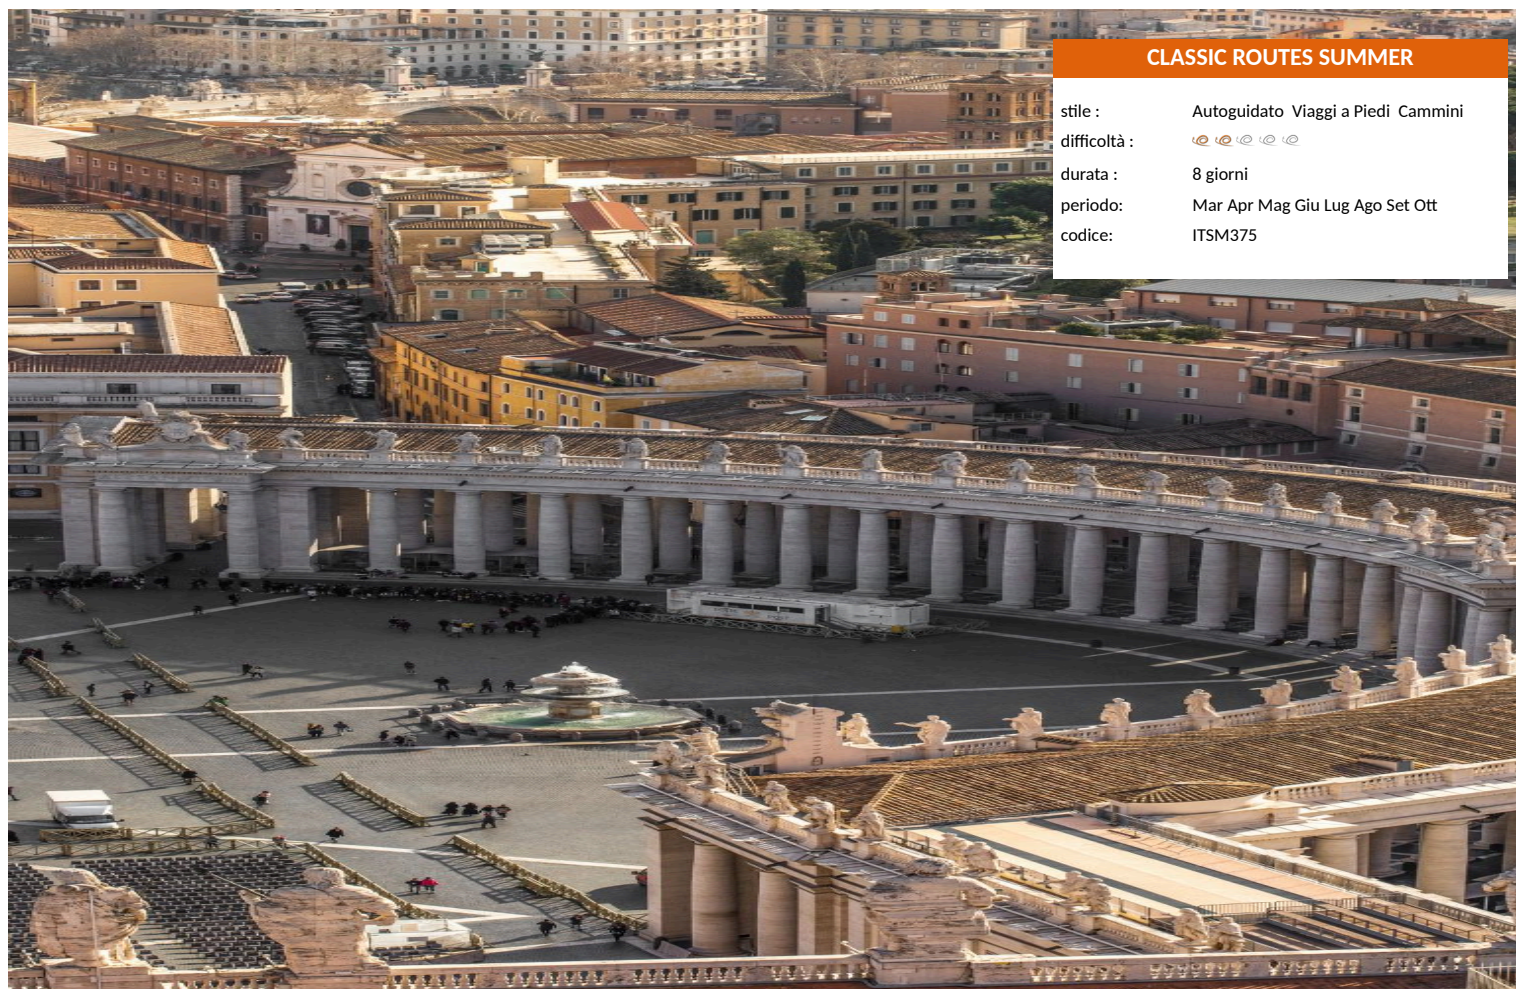 CLASSIC ROUTES SUMMER
stile : Autoguidato Viaggi a Piedi Cammini
difficoltà :
durata : 8 giorni
periodo: Mar Apr Mag Giu Lug Ago Set Ott
codice: ITSM375